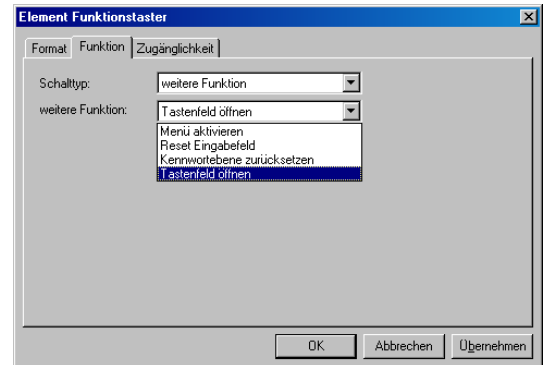 Element Funktionstaster
Format Funktion Zugänglichkeit
Schalttyp: weitere Funktion
weitere Funktion: Tastenfeld öffnen
Menü aktivieren
Reset Eingabefeld
Kennwortebene zurücksetzen
Tastenfeld öffnen
OK Abbrechen Übernehmen